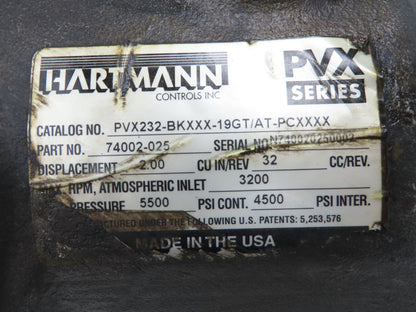 HARTMANN
CONTROLS INC
PVX
SERIES
CATALOG NO. PVX232-BKXXX-19GT/AT-PCXXXX
PART NO. 74002-025 SERIAL NO.
DISPLACEMENT 2.00 CU IN/REV 32 CC/REV.
RPM, ATMOSPHERIC INLET 3200
PRESSURE 5500 PSI CONT. 4500 PSI INTER.
UNDER THE FOLLOWING U.S. PATENTS: 5,253,576
MADE IN THE USA